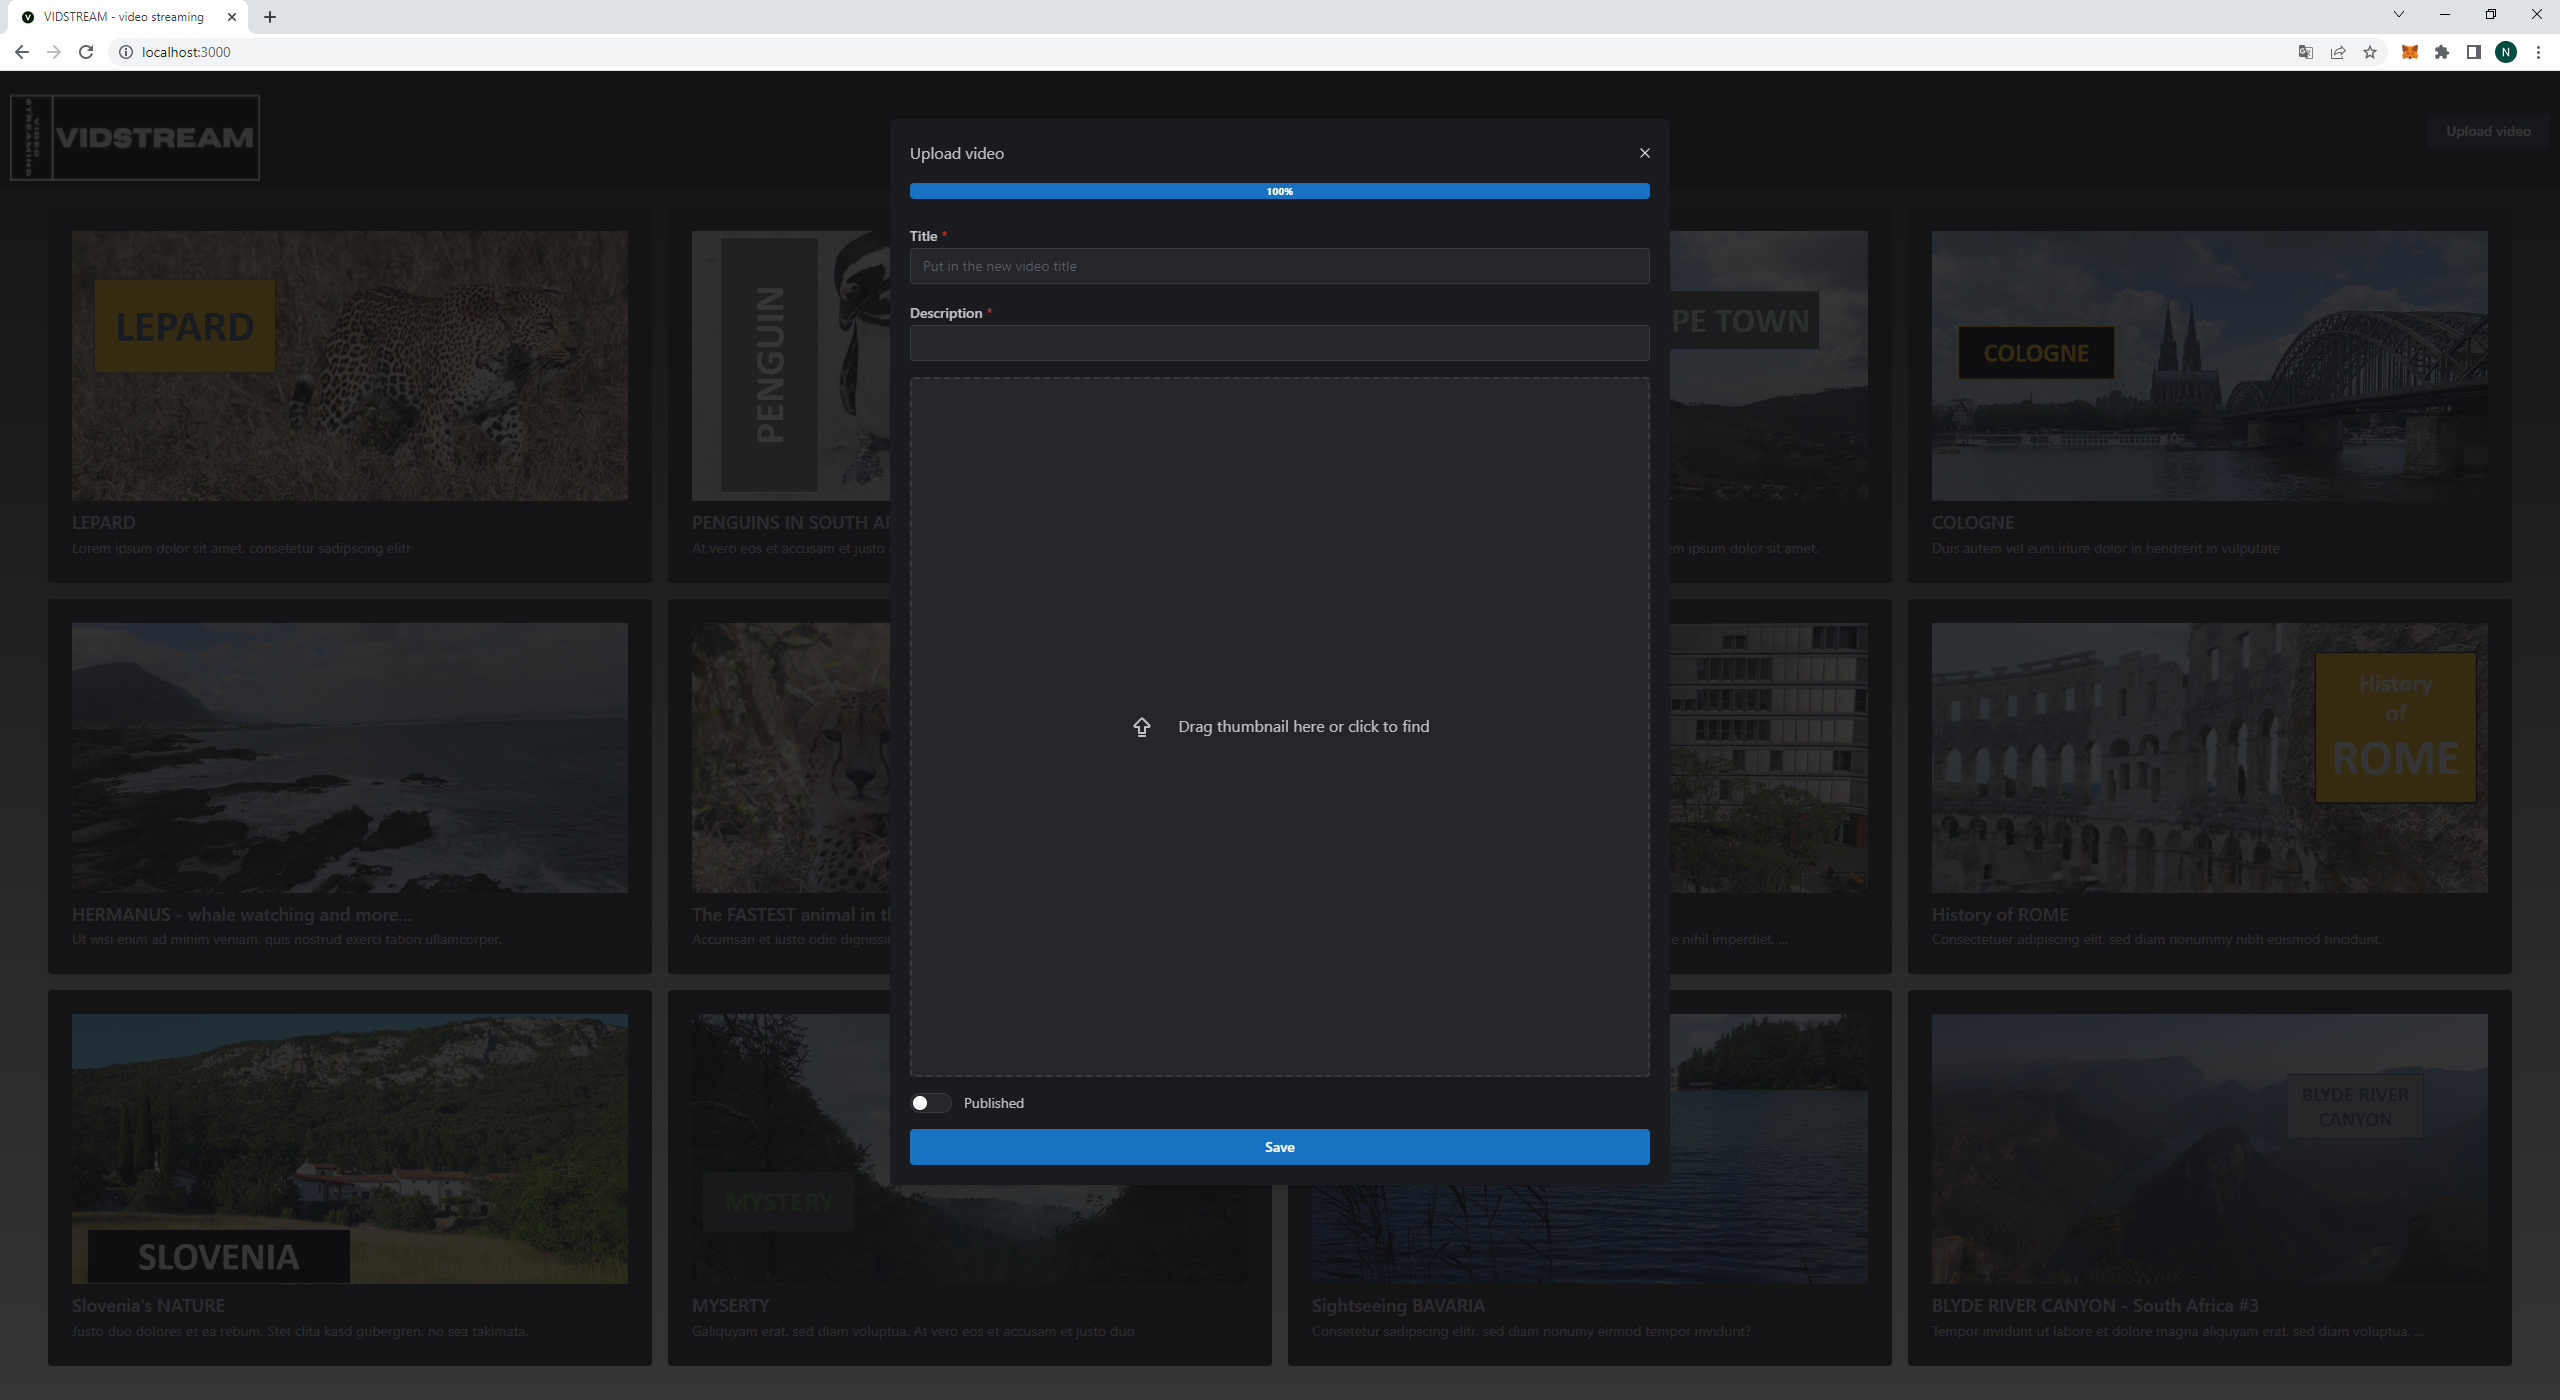 VIDSTREAM - video streaming
localhost:3000
N
VIDEO
STREAMING
VIDSTREAM
Upload video
Upload video
100%
Title *
Put in the new video title
Description *
Drag thumbnail here or click to find
Published
Save
LEPARD
LEPARD
Lorem ipsum dolor sit amet, consetetur sadipscing elitr
PENGUIN
PENGUINS IN SOUTH AF
At vero eos et accusam et justo
PE TOWN
m ipsum dolor sit amet.
COLOGNE
COLOGNE
Duis autem vel eum iriure dolor in hendrerit in vulputate
HERMANUS - whale watching and more...
Ut wisi enim ad minim veniam, quis nostrud exerci tation ullamcorper.
The FASTEST animal in t
Accumsan et iusto odio dignissi
e nihil imperdiet, ...
History
of
ROME
History of ROME
Consectetuer adipiscing elit, sed diam nonummy nibh euismod tincidunt.
SLOVENIA
Slovenia's NATURE
Justo duo dolores et ea rebum. Stet clita kasd gubergren, no sea takimata.
MYSTERY
MYSERTY
Galiquyam erat, sed diam voluptua. At vero eos et accusam et justo duo
Sightseeing BAVARIA
Consetetur sadipscing elitr, sed diam nonumy eirmod tempor invidunt?
BLYDE RIVER
CANYON
BLYDE RIVER CANYON - South Africa #3
Tempor invidunt ut labore et dolore magna aliquyam erat, sed diam voluptua, ...